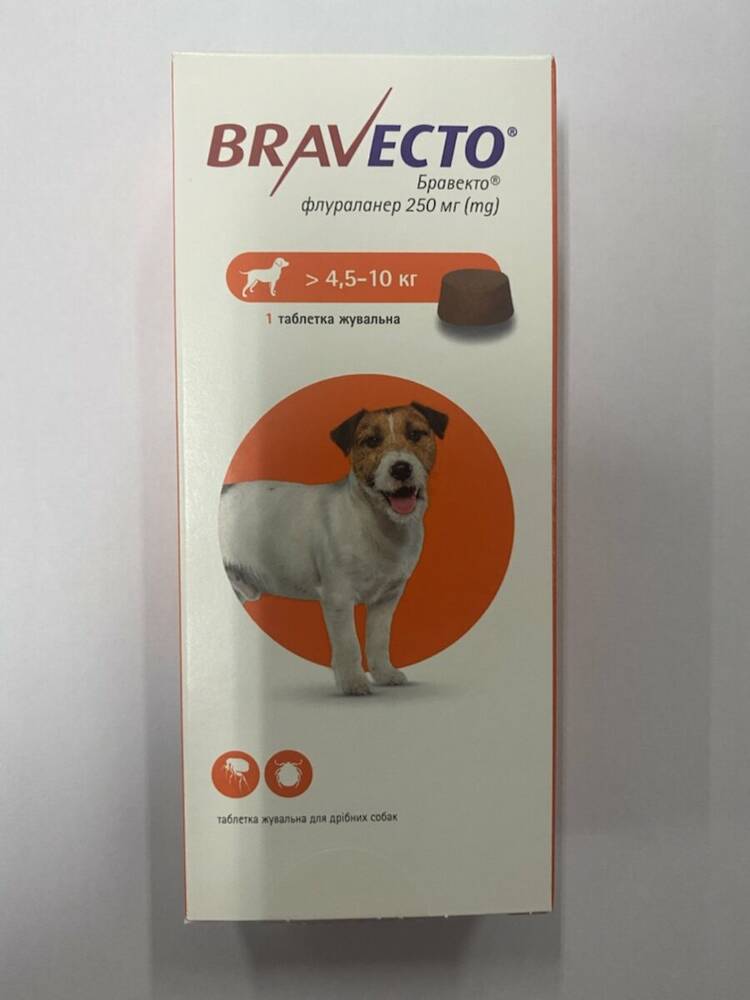 BRAVECTO®
Бравекто®
флураланер 250 мг (mg)
> 4,5–10 кг
1 таблетка жувальна
таблетка жувальна для дрібних собак